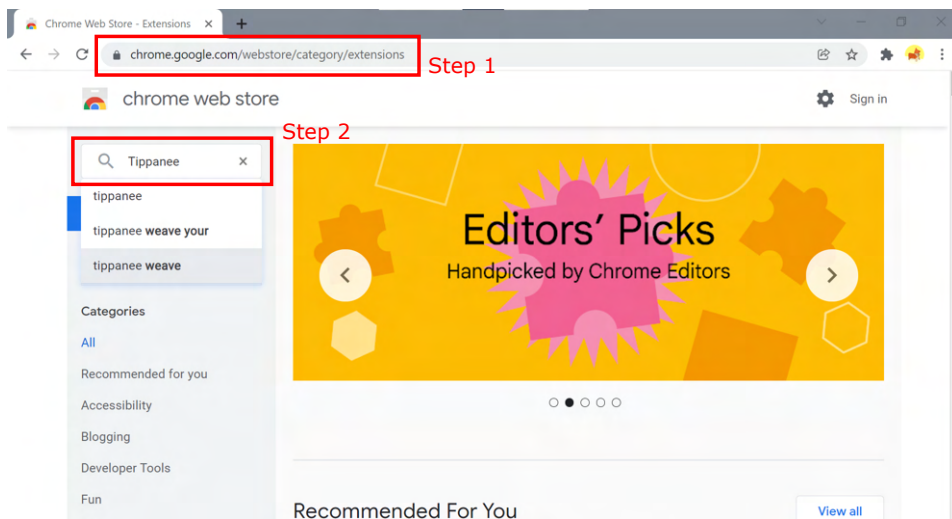 Chrome Web Store - Extensions
chrome.google.com/webstore/category/extensions
Step 1
chrome web store
Sign in
Step 2
Tippanee
tippanee
tippanee weave your
tippanee weave
Editors’ Picks
Handpicked by Chrome Editors
Categories
All
Recommended for you
Accessibility
Blogging
Developer Tools
Fun
Recommended For You
View all